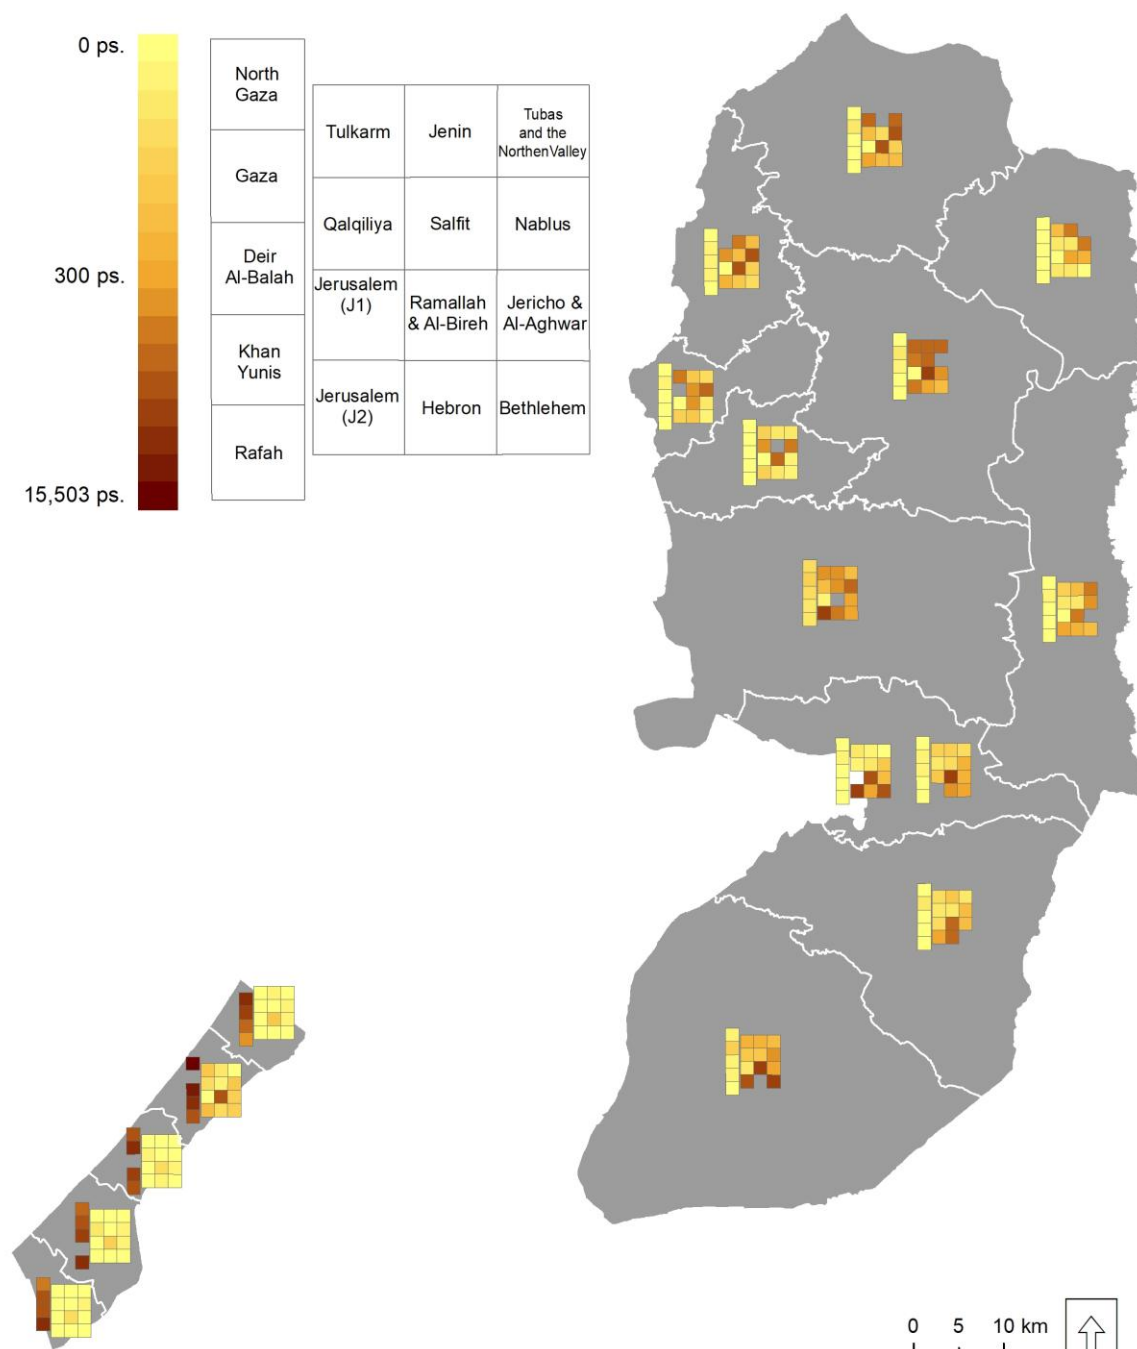 0 ps.
300 ps.
15,503 ps.
North
Gaza
Gaza
Deir
Al-Balah
Khan
Yunis
Rafah
Tulkarm
Jenin
Tubas
and the
NorthenValley
Qalqiliya
Salfit
Nablus
Jerusalem
(J1)
Ramallah
& Al-Bireh
Jericho &
Al-Aghwar
Jerusalem
(J2)
Hebron
Bethlehem
0 5 10 km